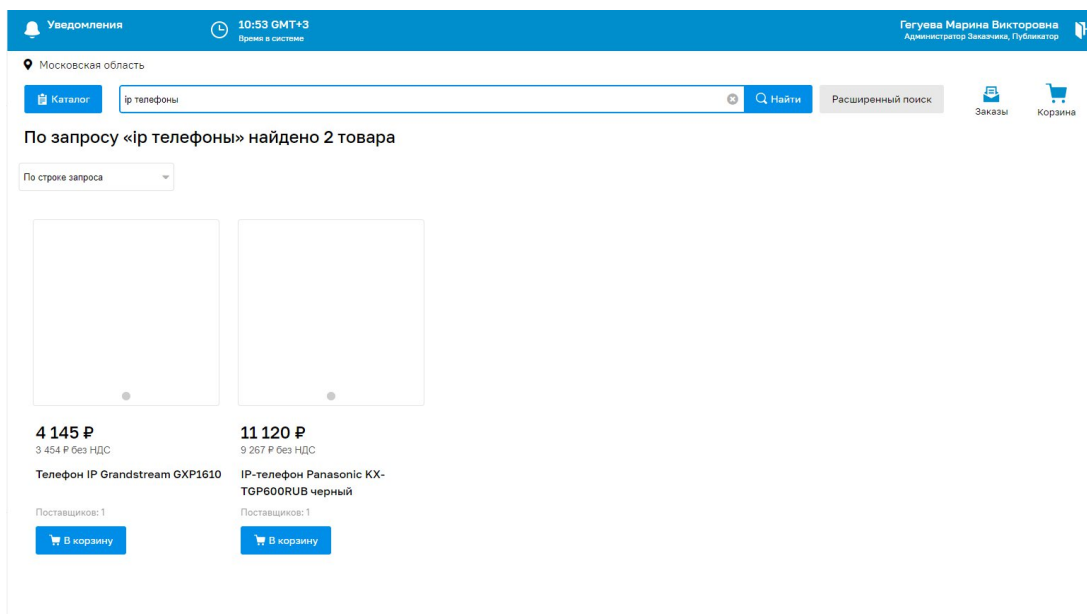 Уведомления
10:53 GMT+3
Время в системе
Гегуева Марина Викторовна
Администратор Заказчика, Публикатор
Московская область
Каталог
ip телефоны
Найти
Расширенный поиск
Заказы
Корзина
По запросу «ip телефоны» найдено 2 товара
По строке запроса
4 145 ₽
3 454 ₽ без НДС
Телефон IP Grandstream GXP1610
Поставщиков: 1
В корзину
11 120 ₽
9 267 ₽ без НДС
IP-телефон Panasonic KX-
TGP600RUB черный
Поставщиков: 1
В корзину